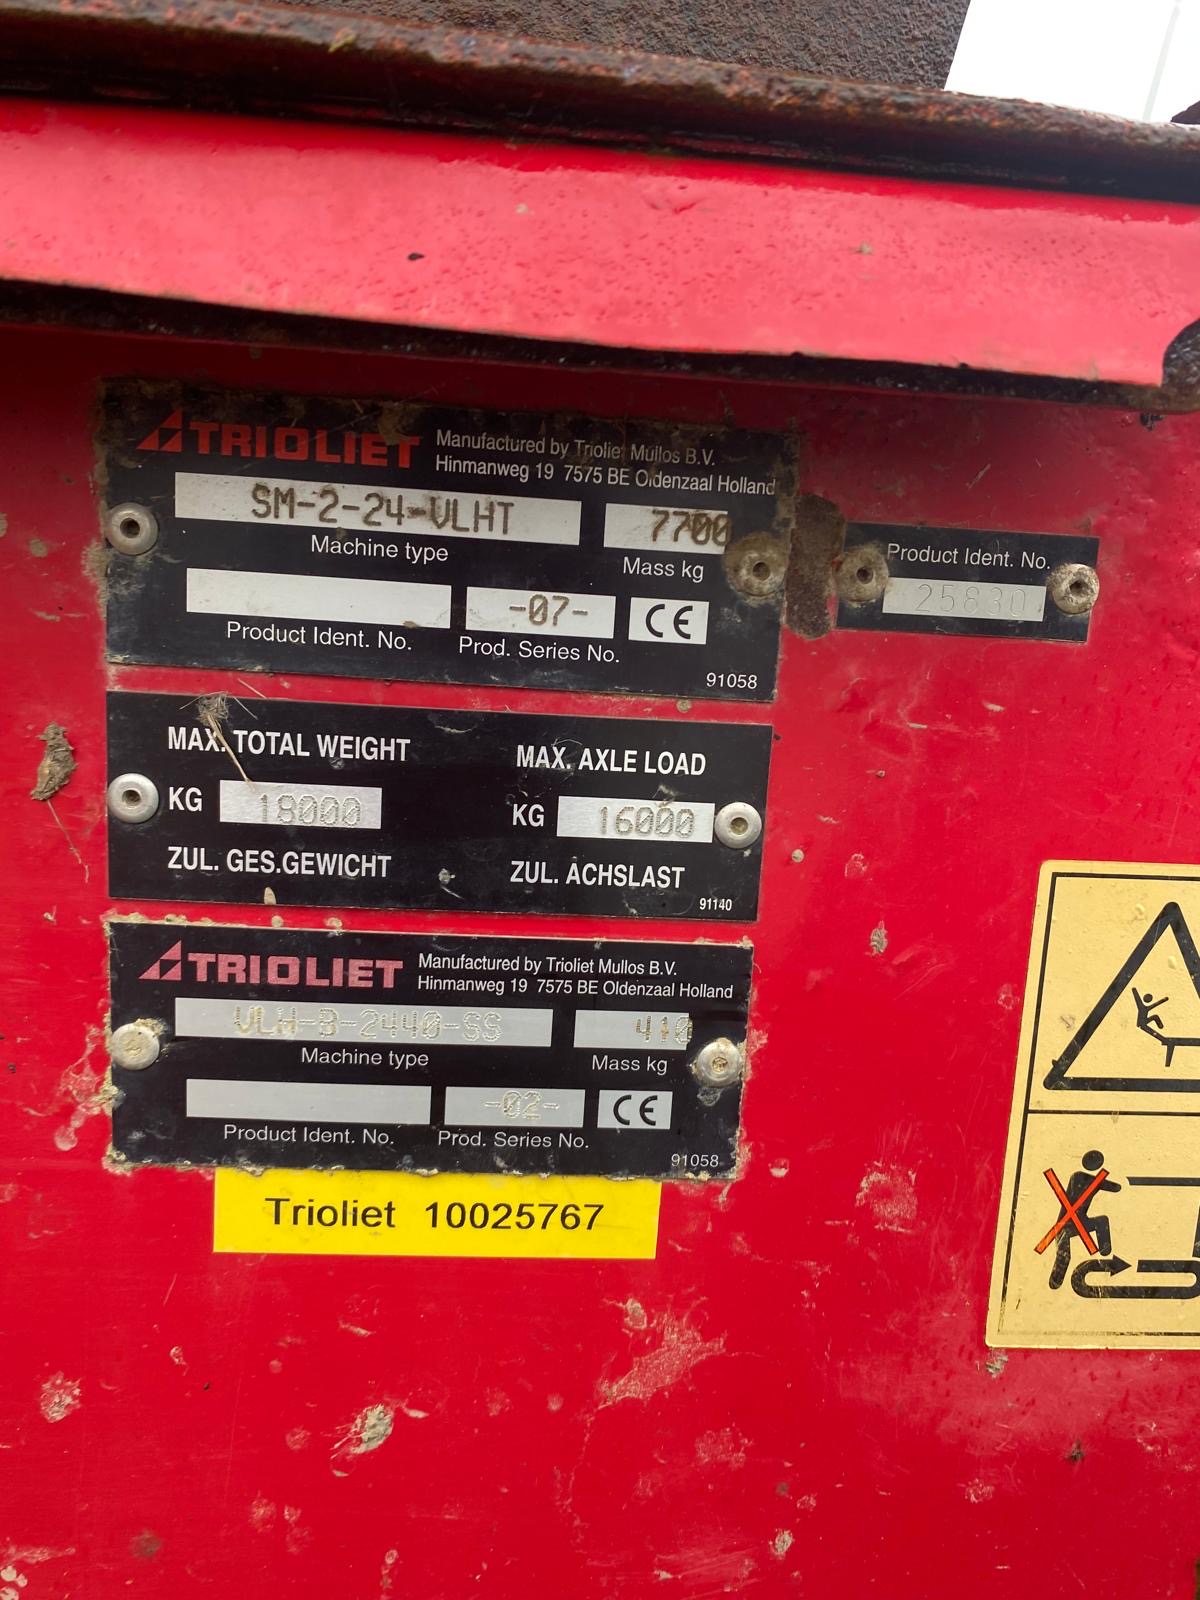 TRIOLIET Manufactured by Trioliet Mullos B.V.
Hinmanweg 19 7575 BE Oldenzaal Holland
SM-2-24-VLHT 7700
Machine type Mass kg
-07- CE
Product Ident. No. Prod. Series No.
91058
Product Ident. No.
25830
MAX. TOTAL WEIGHT MAX. AXLE LOAD
KG 18000 KG 16000
ZUL. GES.GEWICHT ZUL. ACHSLAST
91140
TRIOLIET Manufactured by Trioliet Mullos B.V.
Hinmanweg 19 7575 BE Oldenzaal Holland
VLH-B-2440-SS 410
Machine type Mass kg
-02- CE
Product Ident. No. Prod. Series No.
91058
Trioliet 10025767